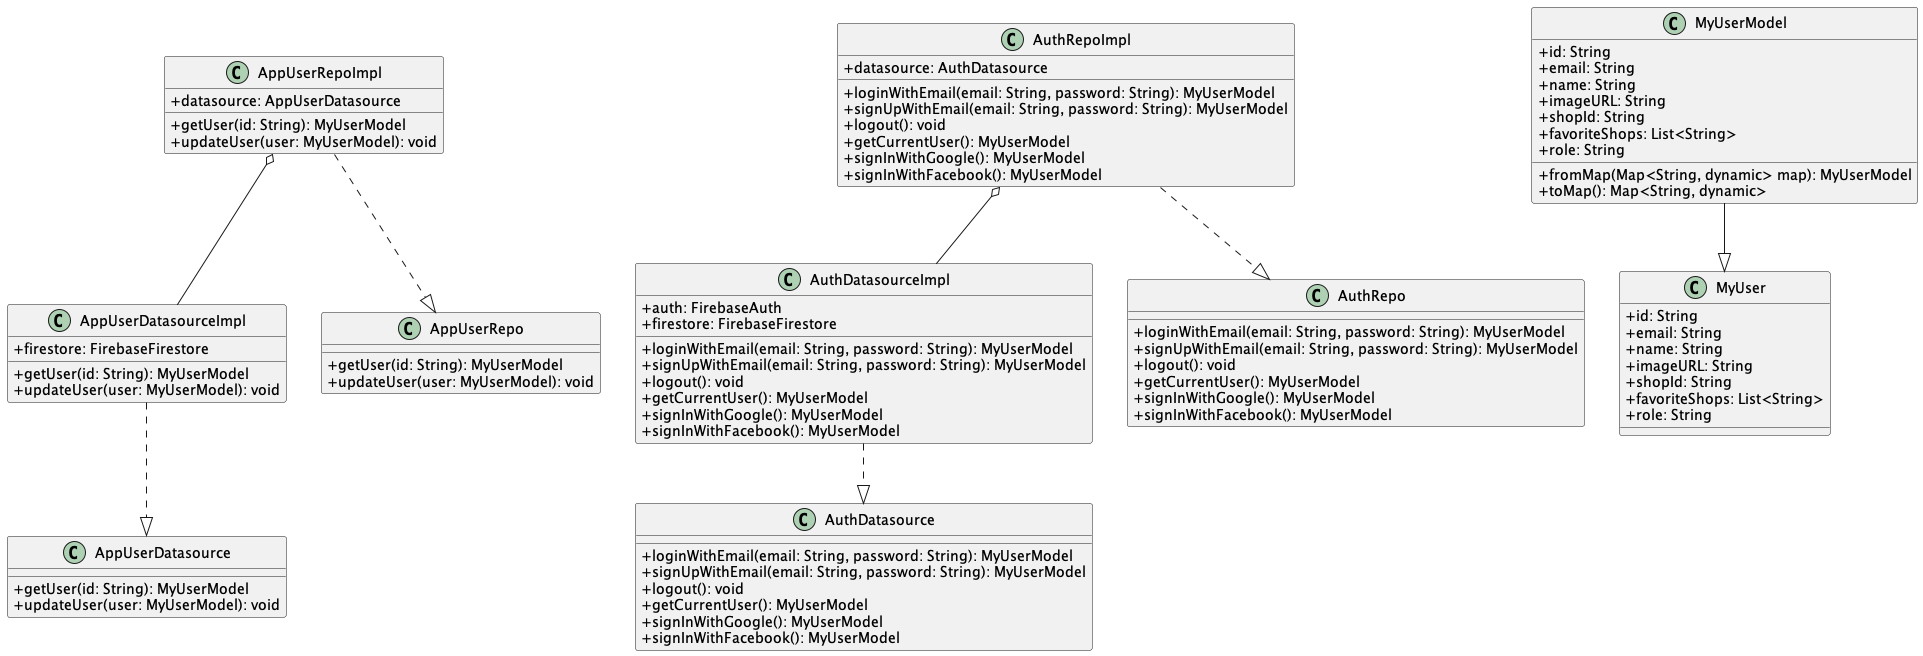 C AppUserRepoImpl
+datasource: AppUserDatasource
+getUser(id: String): MyUserModel
+updateUser(user: MyUserModel): void
C AppUserDatasourceImpl
+firestore: FirebaseFirestore
+getUser(id: String): MyUserModel
+updateUser(user: MyUserModel): void
C AppUserRepo
+getUser(id: String): MyUserModel
+updateUser(user: MyUserModel): void
C AppUserDatasource
+getUser(id: String): MyUserModel
+updateUser(user: MyUserModel): void
C AuthRepoImpl
+datasource: AuthDatasource
+loginWithEmail(email: String, password: String): MyUserModel
+signUpWithEmail(email: String, password: String): MyUserModel
+logout(): void
+getCurrentUser(): MyUserModel
+signInWithGoogle(): MyUserModel
+signInWithFacebook(): MyUserModel
C AuthDatasourceImpl
+auth: FirebaseAuth
+firestore: FirebaseFirestore
+loginWithEmail(email: String, password: String): MyUserModel
+signUpWithEmail(email: String, password: String): MyUserModel
+logout(): void
+getCurrentUser(): MyUserModel
+signInWithGoogle(): MyUserModel
+signInWithFacebook(): MyUserModel
C AuthRepo
+loginWithEmail(email: String, password: String): MyUserModel
+signUpWithEmail(email: String, password: String): MyUserModel
+logout(): void
+getCurrentUser(): MyUserModel
+signInWithGoogle(): MyUserModel
+signInWithFacebook(): MyUserModel
C AuthDatasource
+loginWithEmail(email: String, password: String): MyUserModel
+signUpWithEmail(email: String, password: String): MyUserModel
+logout(): void
+getCurrentUser(): MyUserModel
+signInWithGoogle(): MyUserModel
+signInWithFacebook(): MyUserModel
C MyUserModel
+id: String
+email: String
+name: String
+imageURL: String
+shopId: String
+favoriteShops: List<String>
+role: String
+fromMap(Map<String, dynamic> map): MyUserModel
+toMap(): Map<String, dynamic>
C MyUser
+id: String
+email: String
+name: String
+imageURL: String
+shopId: String
+favoriteShops: List<String>
+role: String